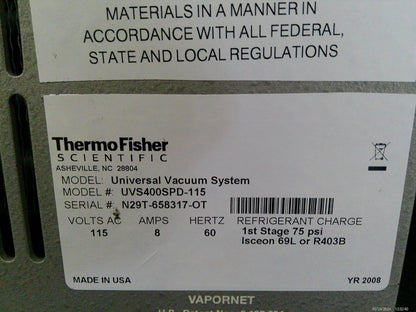 MATERIALS IN A MANNER IN
ACCORDANCE WITH ALL FEDERAL,
STATE AND LOCAL REGULATIONS
ThermoFisher
SCIENTIFIC
ASHEVILLE, NC 28804
MODEL: Universal Vacuum System
MODEL #: UVS400SPD-115
SERIAL #: N29T-658317-OT
VOLTS AC AMPS HERTZ REFRIGERANT CHARGE
115 8 60 1st Stage 75 psi
Isceon 69L or R403B
MADE IN USA YR 2008
VAPORNET